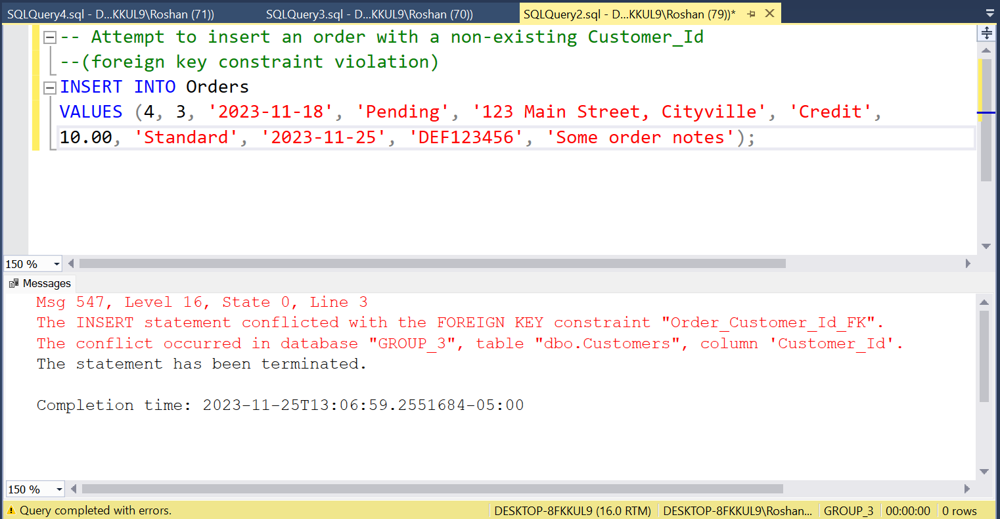 SQLQuery4.sql - D...KKUL9\Roshan (71)) SQLQuery3.sql - D...KKUL9\Roshan (70)) SQLQuery2.sql - D...KKUL9\Roshan (79))*
-- Attempt to insert an order with a non-existing Customer_Id
--(foreign key constraint violation)
INSERT INTO Orders
VALUES (4, 3, '2023-11-18', 'Pending', '123 Main Street, Cityville', 'Credit',
10.00, 'Standard', '2023-11-25', 'DEF123456', 'Some order notes');
150 %
Messages
Msg 547, Level 16, State 0, Line 3
The INSERT statement conflicted with the FOREIGN KEY constraint "Order_Customer_Id_FK".
The conflict occurred in database "GROUP_3", table "dbo.Customers", column 'Customer_Id'.
The statement has been terminated.
Completion time: 2023-11-25T13:06:59.2551684-05:00
150 %
Query completed with errors. DESKTOP-8FKKUL9 (16.0 RTM) DESKTOP-8FKKUL9\Roshan... GROUP_3 00:00:00 0 rows